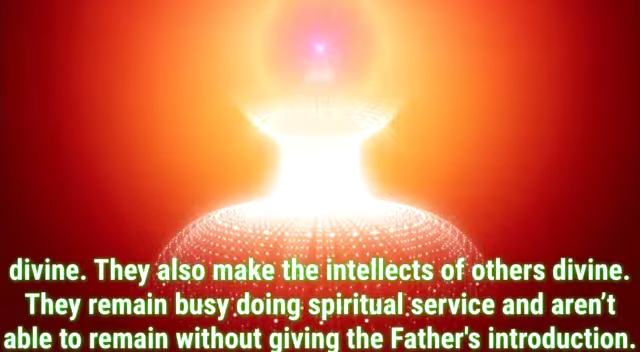 divine. They also make the intellects of others divine.
They remain busy doing spiritual service and aren’t
able to remain without giving the Father's introduction.